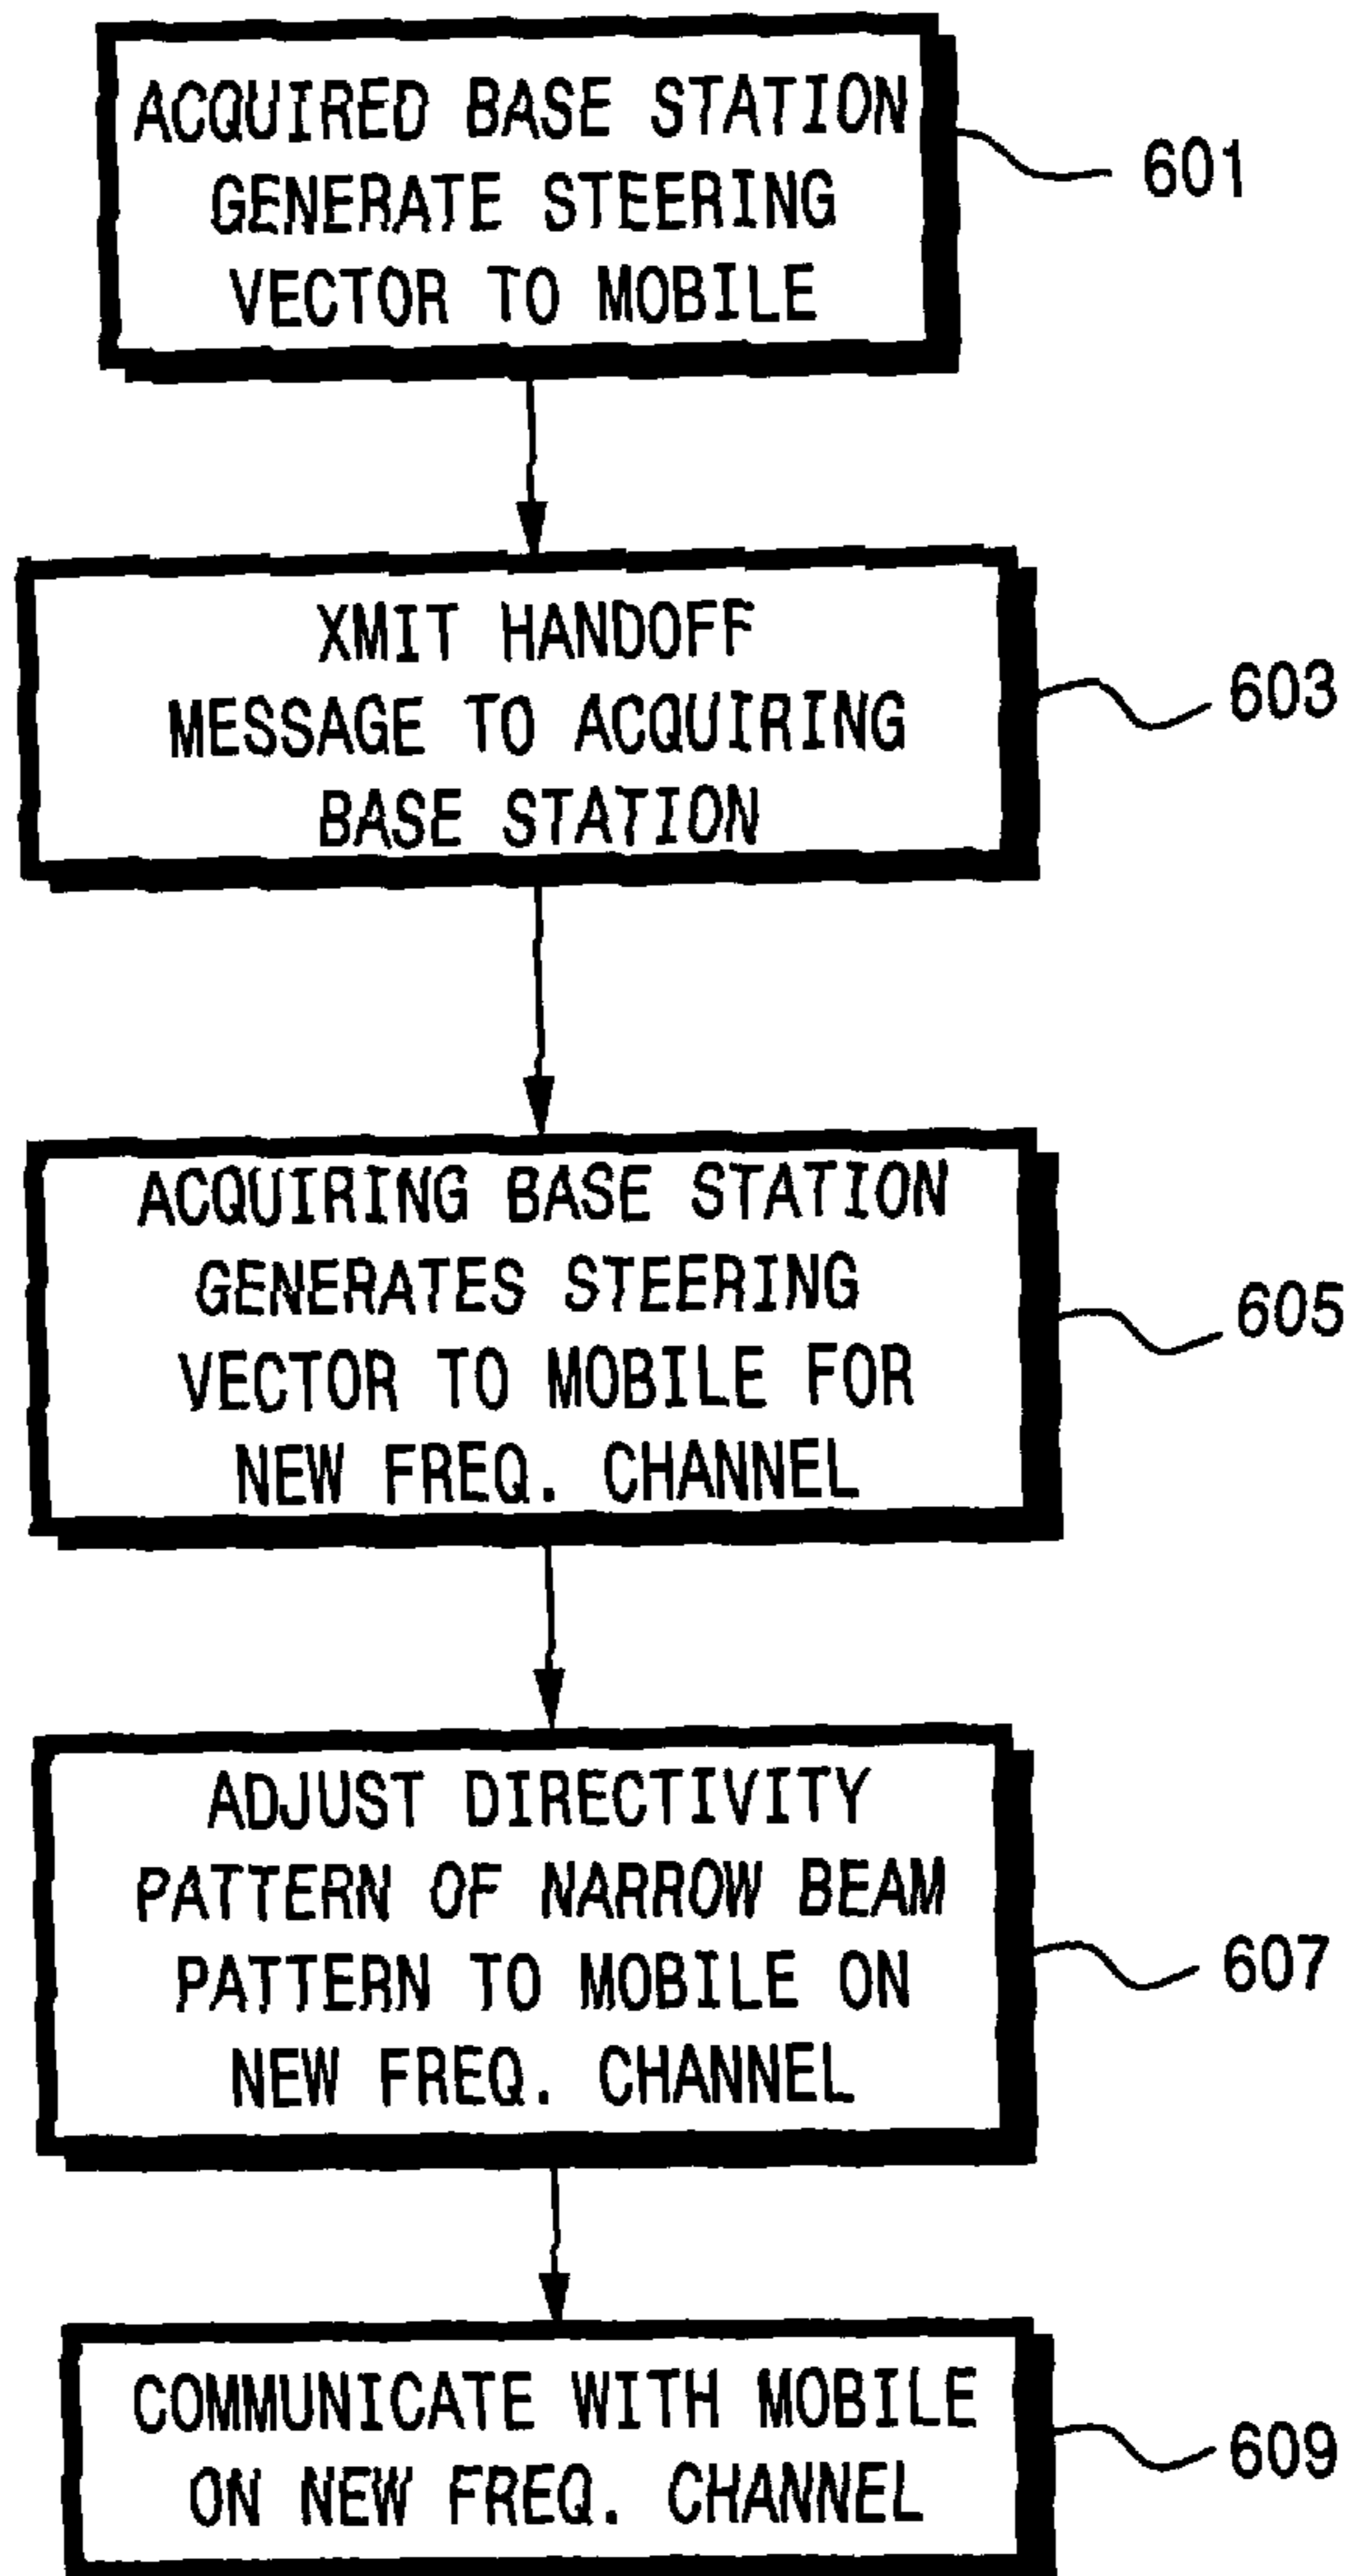 ACQUIRED BASE STATION
GENERATE STEERING
VECTOR TO MOBILE
601
XMIT HANDOFF
MESSAGE TO ACQUIRING
BASE STATION
603
ACQUIRING BASE STATION
GENERATES STEERING
VECTOR TO MOBILE FOR
NEW FREQ. CHANNEL
605
ADJUST DIRECTIVITY
PATTERN OF NARROW BEAM
PATTERN TO MOBILE ON
NEW FREQ. CHANNEL
607
COMMUNICATE WITH MOBILE
ON NEW FREQ. CHANNEL
609